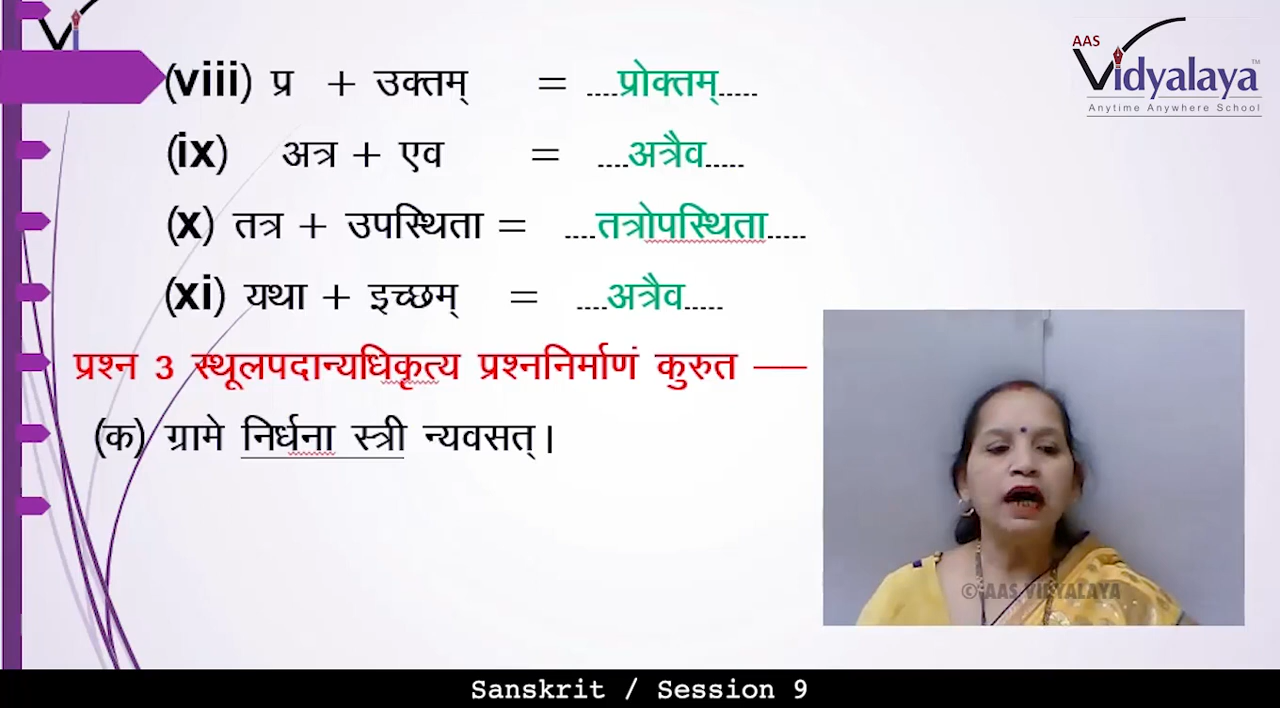 AAS
Vidyalaya™
Anytime Anywhere School
(viii) प्र + उक्तम् = ....प्रोक्तम्.....
(ix) अत्र + एव = ....अत्रैव.....
(x) तत्र + उपस्थिता = ....तत्रोपस्थिता.....
(xi) यथा + इच्छम् = ....अत्रैव.....
प्रश्न 3 स्थूलपदान्यधिकृत्य प्रश्ननिर्माणं कुरुत —
(क) ग्रामे निर्धना स्त्री न्यवसत्।
© AAS VIDYALAYA
Sanskrit / Session 9